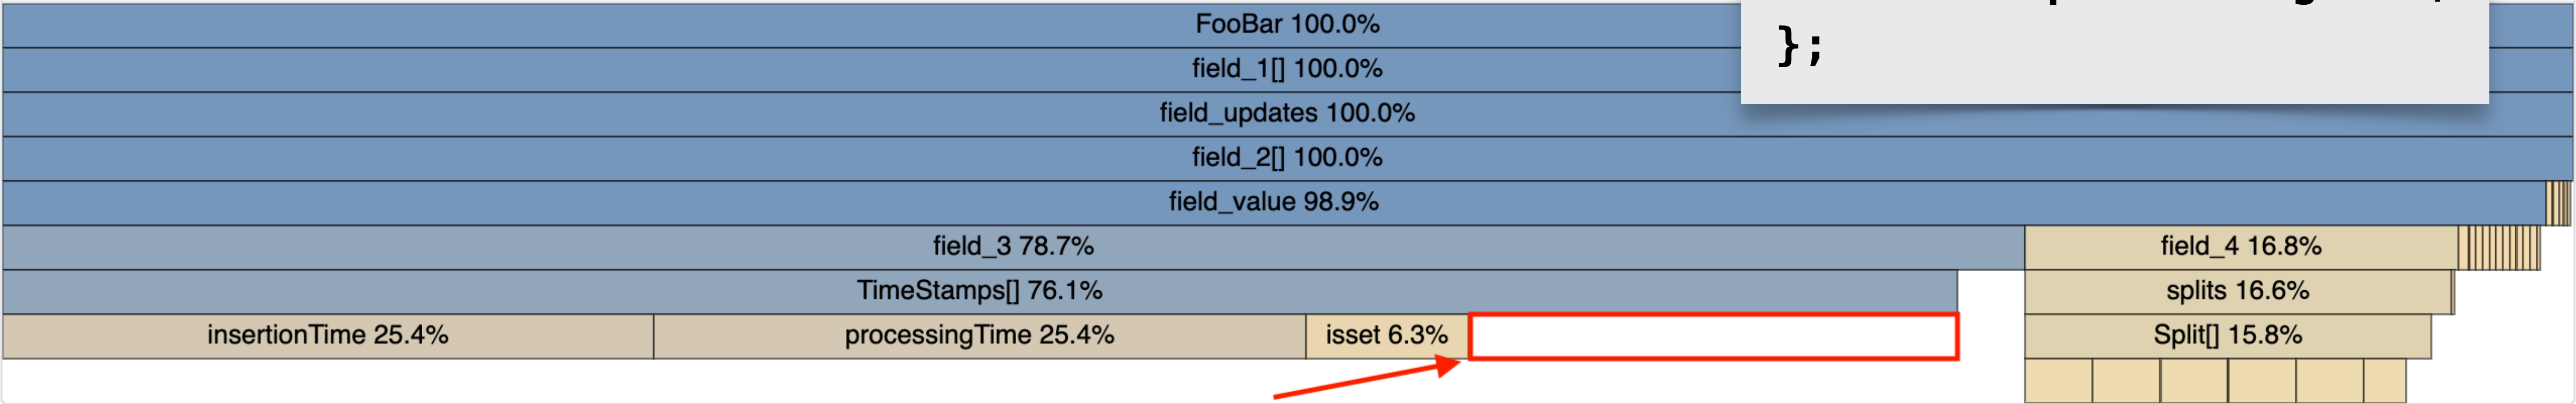 FooBar 100.0%
};
field_1[] 100.0%
field_updates 100.0%
field_2[] 100.0%
field_value 98.9%
field_3 78.7%
field_4 16.8%
TimeStamps[] 76.1%
splits 16.6%
insertionTime 25.4%
processingTime 25.4%
isset 6.3%
Split[] 15.8%